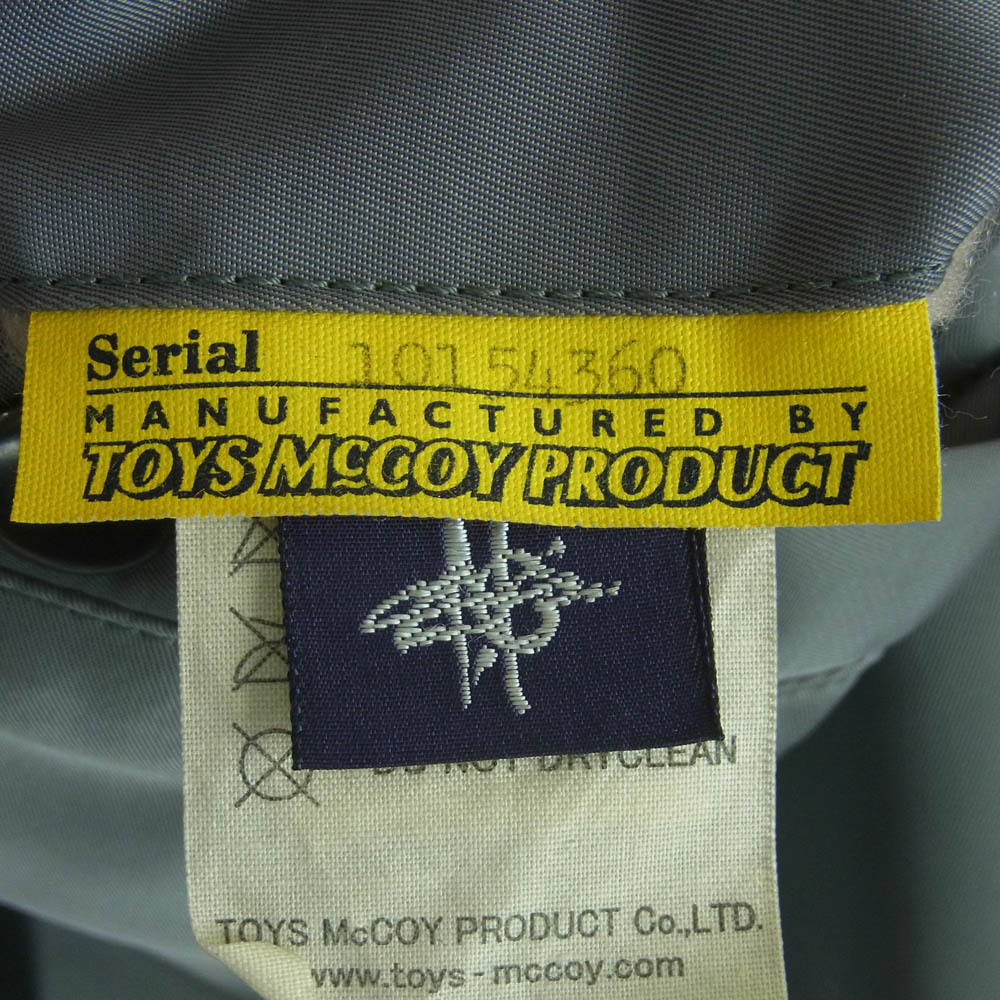 Serial 10154360
MANUFACTURED BY
TOYS McCOY PRODUCT
DO NOT DRYCLEAN
TOYS McCOY PRODUCT Co.,LTD.
www.toys-mccoy.com